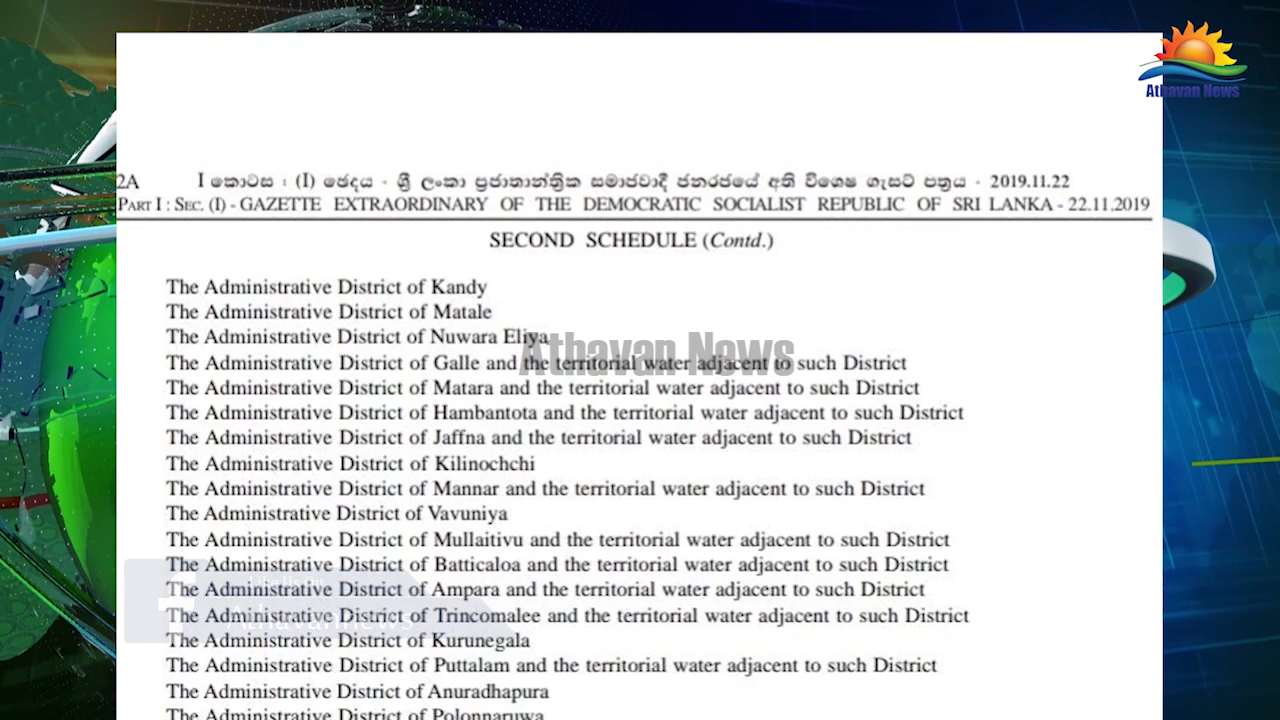 Athavan News
2A I කොටස : (I) ඡෙදය - ශ්‍රී ලංකා ප්‍රජාතාන්ත්‍රික සමාජවාදී ජනරජයේ අති විශෙෂ ගැසට් පත්‍රය - 2019.11.22
PART I : SEC. (I) - GAZETTE EXTRAORDINARY OF THE DEMOCRATIC SOCIALIST REPUBLIC OF SRI LANKA - 22.11.2019
SECOND SCHEDULE (Contd.)
The Administrative District of Kandy
The Administrative District of Matale
The Administrative District of Nuwara Eliya
Athavan News
The Administrative District of Galle and the territorial water adjacent to such District
The Administrative District of Matara and the territorial water adjacent to such District
The Administrative District of Hambantota and the territorial water adjacent to such District
The Administrative District of Jaffna and the territorial water adjacent to such District
The Administrative District of Kilinochchi
The Administrative District of Mannar and the territorial water adjacent to such District
The Administrative District of Vavuniya
The Administrative District of Mullaitivu and the territorial water adjacent to such District
The Administrative District of Batticaloa and the territorial water adjacent to such District
Like Us On
The Administrative District of Ampara and the territorial water adjacent to such District
The Administrative District of Trincomalee and the territorial water adjacent to such District
Athavannews
The Administrative District of Kurunegala
The Administrative District of Puttalam and the territorial water adjacent to such District
The Administrative District of Anuradhapura
The Administrative District of Polonnaruwa